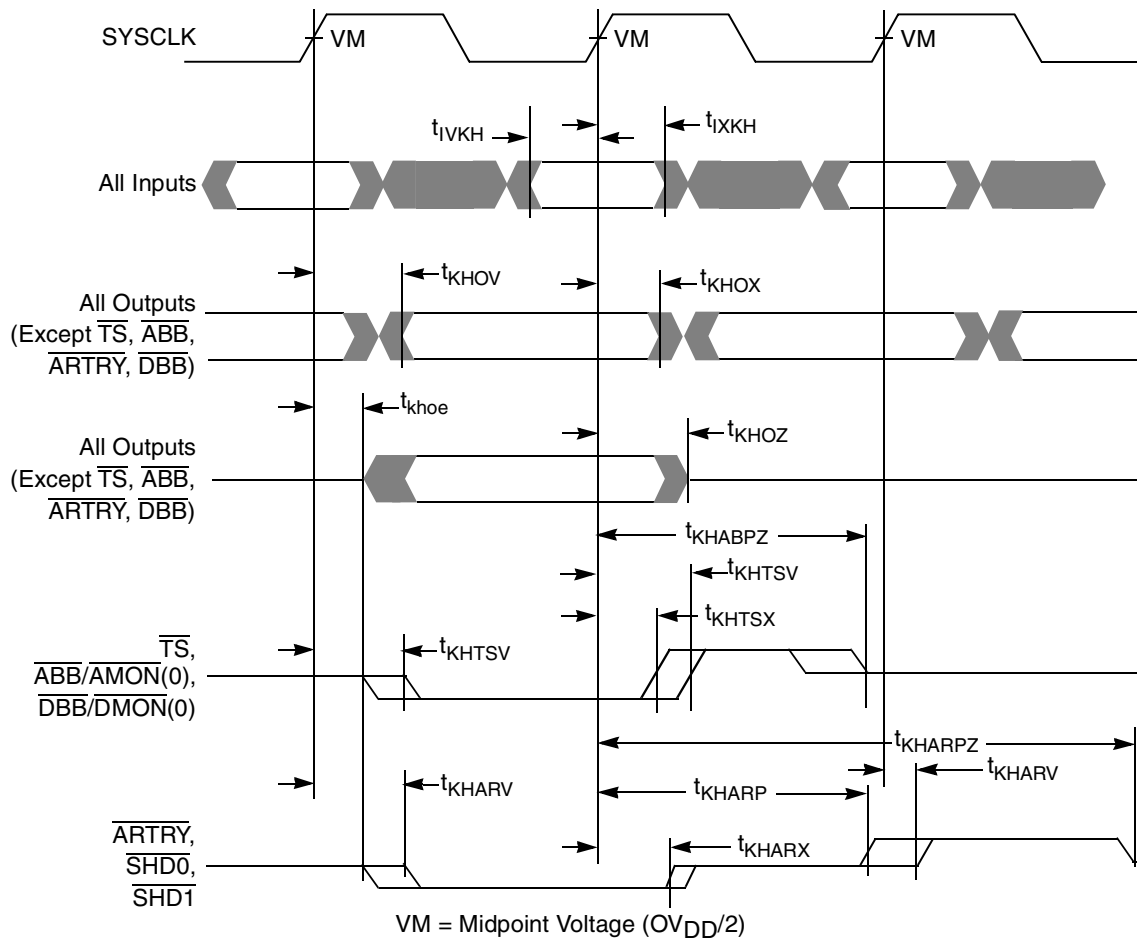 SYSCLK
VM
VM
VM
tIVKH
tIXKH
All Inputs
tKHOV
tKHOX
All Outputs
(Except TS, ABB,
ARTRY, DBB)
tkhoe
tKHOZ
All Outputs
(Except TS, ABB,
ARTRY, DBB)
tKHABPZ
tKHTSV
tKHTSX
tKHTSV
TS,
ABB/AMON(0),
DBB/DMON(0)
tKHARPZ
tKHARV
tKHARV
tKHARP
tKHARX
ARTRY,
SHD0,
SHD1
VM = Midpoint Voltage (OVDD/2)